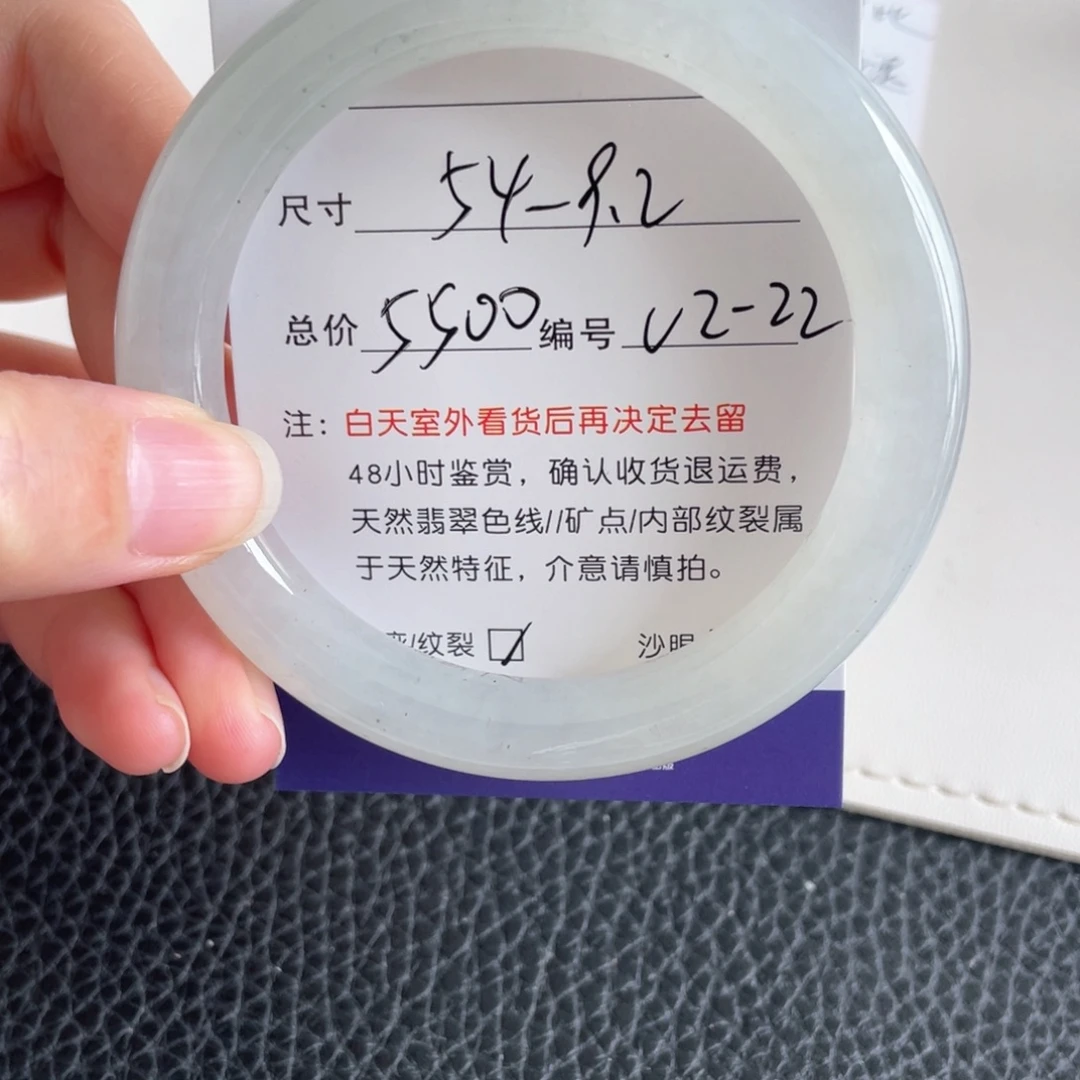 尺寸 54-9.2
总价 5500 编号 V2-22
注：白天室外看货后再决定去留
48小时鉴赏，确认收货退运费，
天然翡翠色线//矿点/内部纹裂属
于天然特征，介意请慎拍。
/纹裂 沙眼